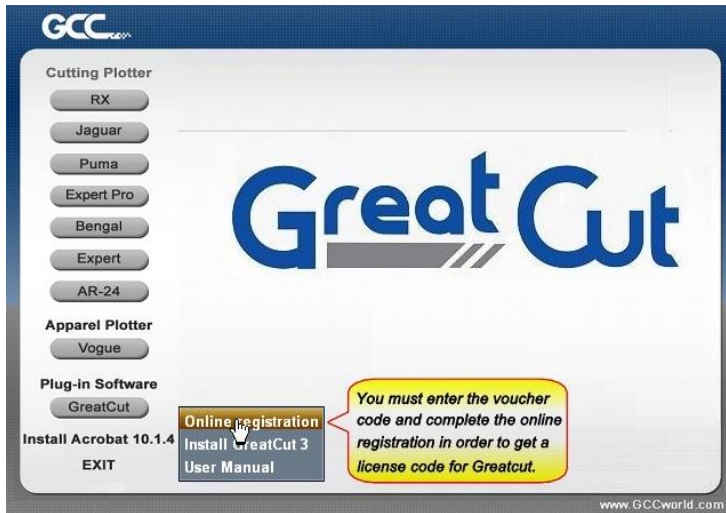 GCC
Cutting Plotter
RX
Jaguar
Puma
Expert Pro
Bengal
Expert
AR-24
Apparel Plotter
Vogue
Plug-in Software
GreatCut
Install Acrobat 10.1.4
EXIT
Great Cut
Online registration
Install GreatCut 3
User Manual
You must enter the voucher
code and complete the online
registration in order to get a
license code for Greatcut.
www.GCCworld.com